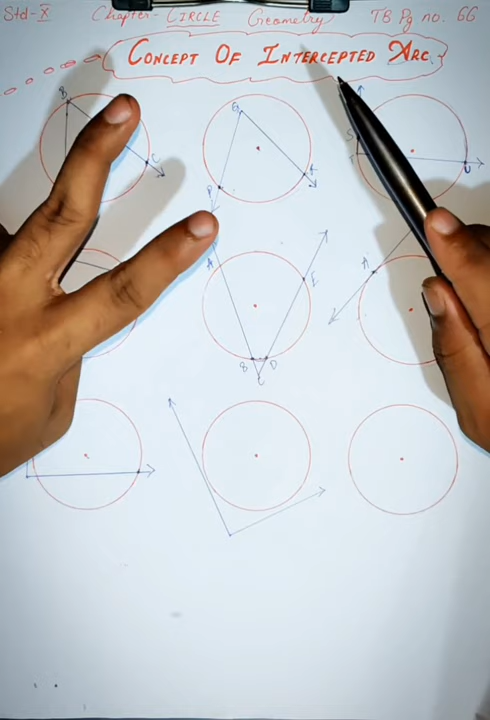 Std-X Chapter- CIRCLE Geometry TB Pg no. 66
CONCEPT OF INTERCEPTED ARC.
B
C
Q
P
R
S
T
U
A
E
B D
C
A